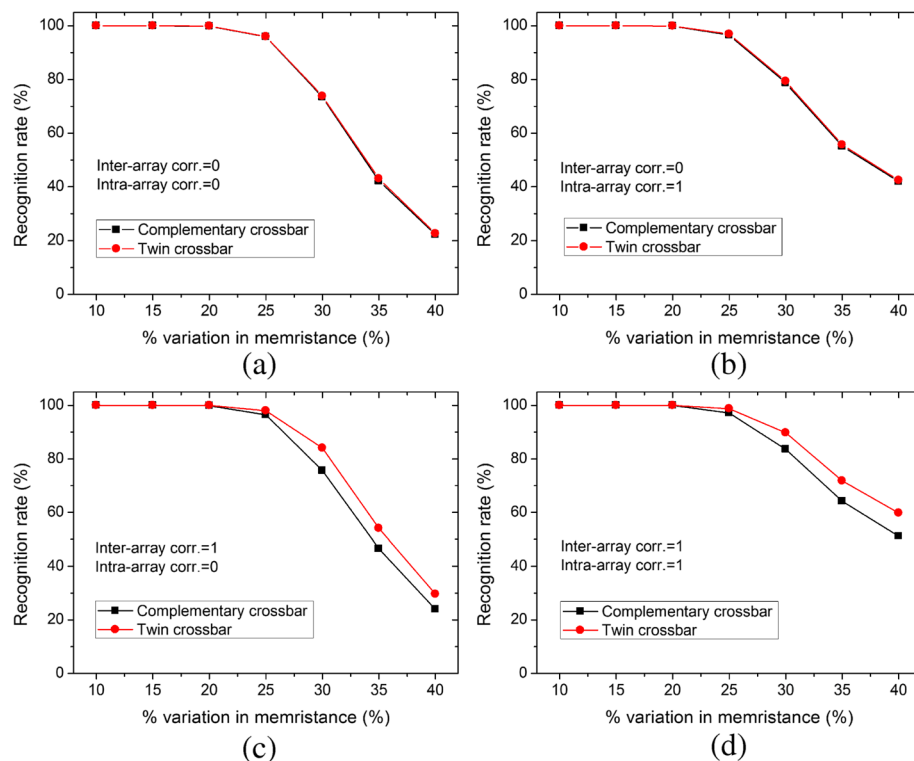 100
80
60
40
20
0
Recognition rate (%)
Inter-array corr.=0
Intra-array corr.=0
Complementary crossbar
Twin crossbar
10 15 20 25 30 35 40
% variation in memristance (%)
(a)
100
80
60
40
20
0
Recognition rate (%)
Inter-array corr.=0
Intra-array corr.=1
Complementary crossbar
Twin crossbar
10 15 20 25 30 35 40
% variation in memristance (%)
(b)
100
80
60
40
20
0
Recognition rate (%)
Inter-array corr.=1
Intra-array corr.=0
Complementary crossbar
Twin crossbar
10 15 20 25 30 35 40
% variation in memristance (%)
(c)
100
80
60
40
20
0
Recognition rate (%)
Inter-array corr.=1
Intra-array corr.=1
Complementary crossbar
Twin crossbar
10 15 20 25 30 35 40
% variation in memristance (%)
(d)